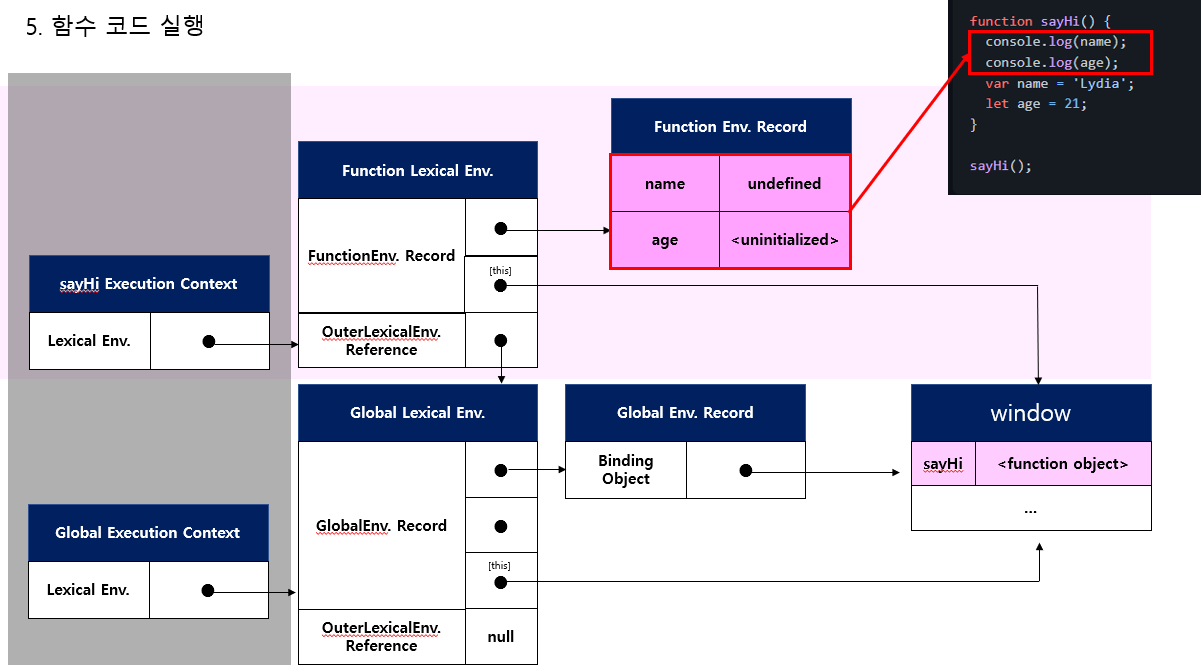 5. 함수 코드 실행
function sayHi() {
console.log(name);
console.log(age);
var name = 'Lydia';
let age = 21;
}
sayHi();
Function Env. Record
name undefined
age <uninitialized>
Function Lexical Env.
FunctionEnv. Record
[this]
OuterLexicalEnv.
Reference
sayHi Execution Context
Lexical Env.
Global Lexical Env.
GlobalEnv. Record
[this]
OuterLexicalEnv.
Reference
null
Global Env. Record
Binding
Object
window
sayHi <function object>
...
Global Execution Context
Lexical Env.